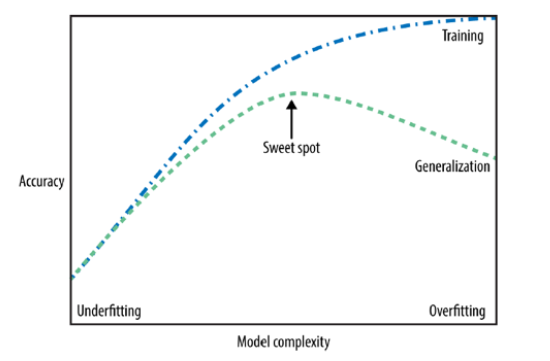 Training
Sweet spot
Generalization
Accuracy
Underfitting
Overfitting
Model complexity